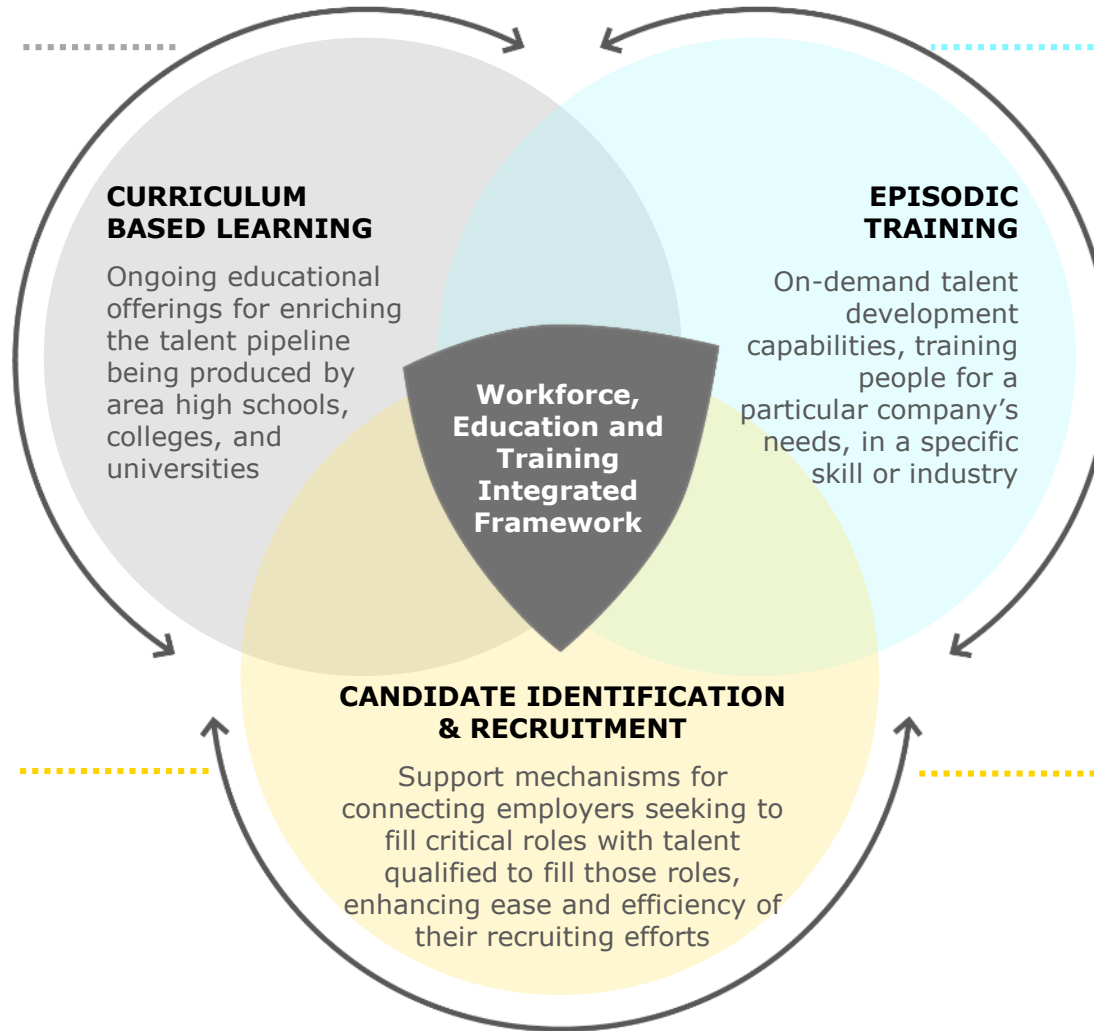 CURRICULUM
BASED LEARNING
Ongoing educational
offerings for enriching
the talent pipeline
being produced by
area high schools,
colleges, and
universities
EPISODIC
TRAINING
On-demand talent
development
capabilities, training
people for a
particular company’s
needs, in a specific
skill or industry
Workforce,
Education and
Training
Integrated
Framework
CANDIDATE IDENTIFICATION
& RECRUITMENT
Support mechanisms for
connecting employers seeking to
fill critical roles with talent
qualified to fill those roles,
enhancing ease and efficiency of
their recruiting efforts